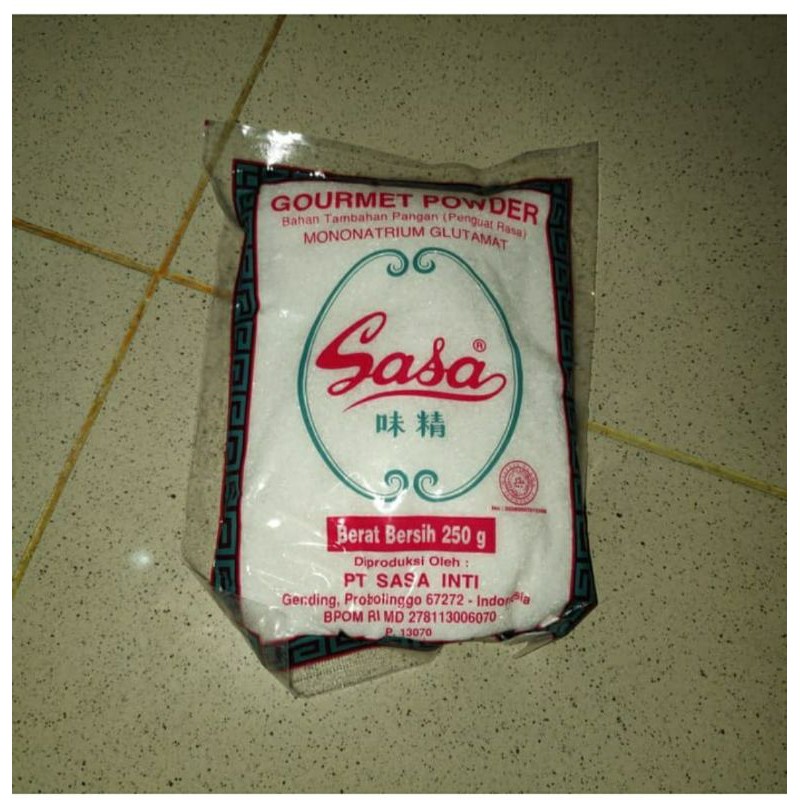 GOURMET POWDER
Bahan Tambahan Pangan (Penguat Rasa)
MONONATRIUM GLUTAMAT
Sasa ®
味精
Berat Bersih 250 g
Diproduksi Oleh :
PT SASA INTI
Gending, Probolinggo 67272 - Indonesia
BPOM RI MD 278113006070
P. 13070